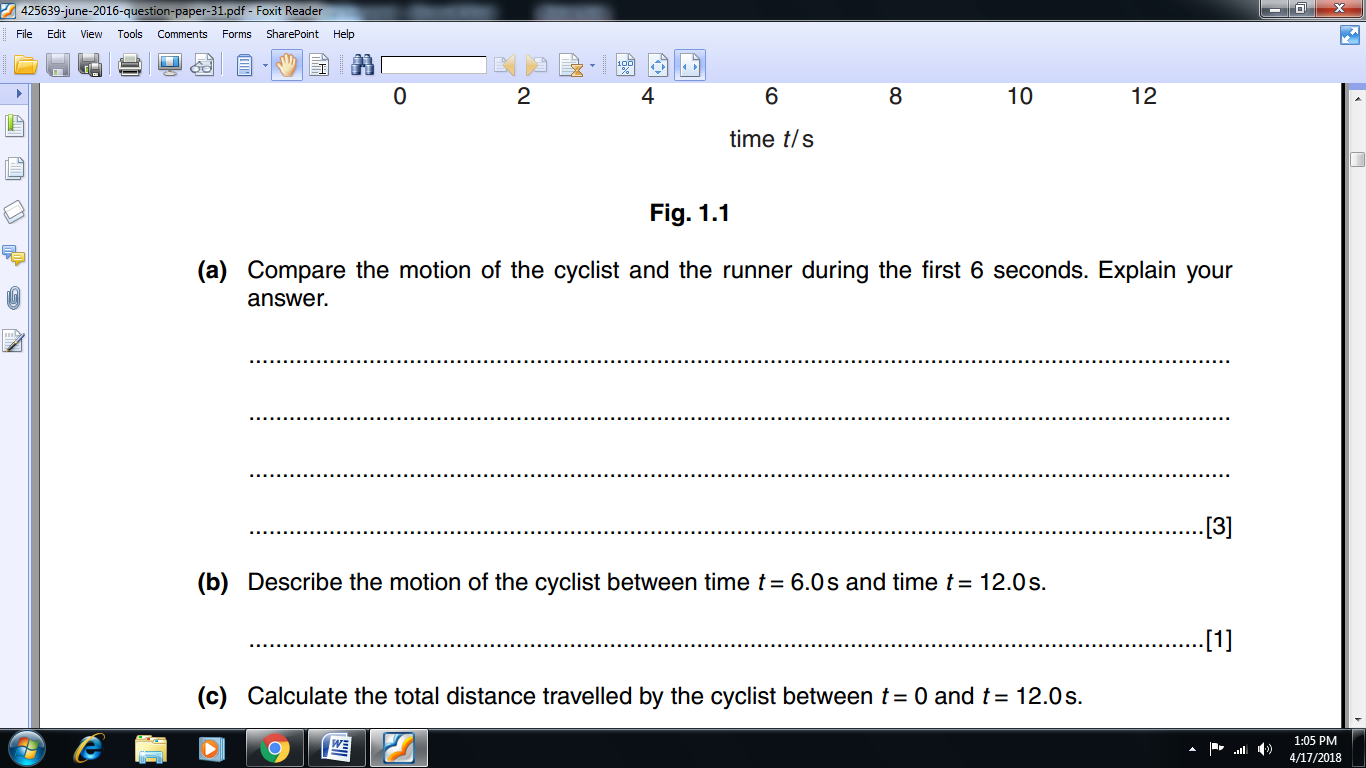 425639-june-2016-question-paper-31.pdf - Foxit Reader
File Edit View Tools Comments Forms SharePoint Help
0 2 4 6 8 10 12
time t/s
Fig. 1.1
(a) Compare the motion of the cyclist and the runner during the first 6 seconds. Explain your
answer.
..........................................................................................
..........................................................................................
..........................................................................................
..........................................................................................[3]
(b) Describe the motion of the cyclist between time t = 6.0 s and time t = 12.0 s.
..........................................................................................[1]
(c) Calculate the total distance travelled by the cyclist between t = 0 and t = 12.0 s.
1:05 PM
4/17/2018